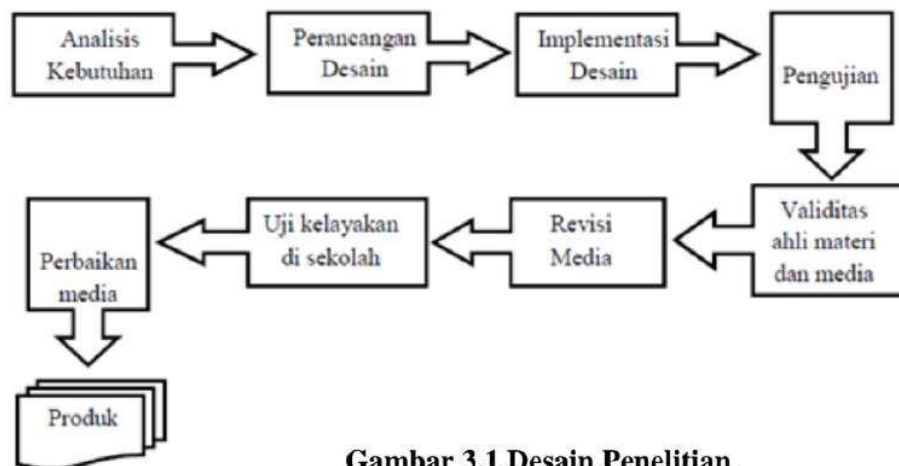 Analisis
Kebutuhan
Perancangan
Desain
Implementasi
Desain
Pengujian
Validitas
ahli materi
dan media
Revisi
Media
Uji kelayakan
di sekolah
Perbaikan
media
Produk
Gambar 3.1 Desain Penelitian